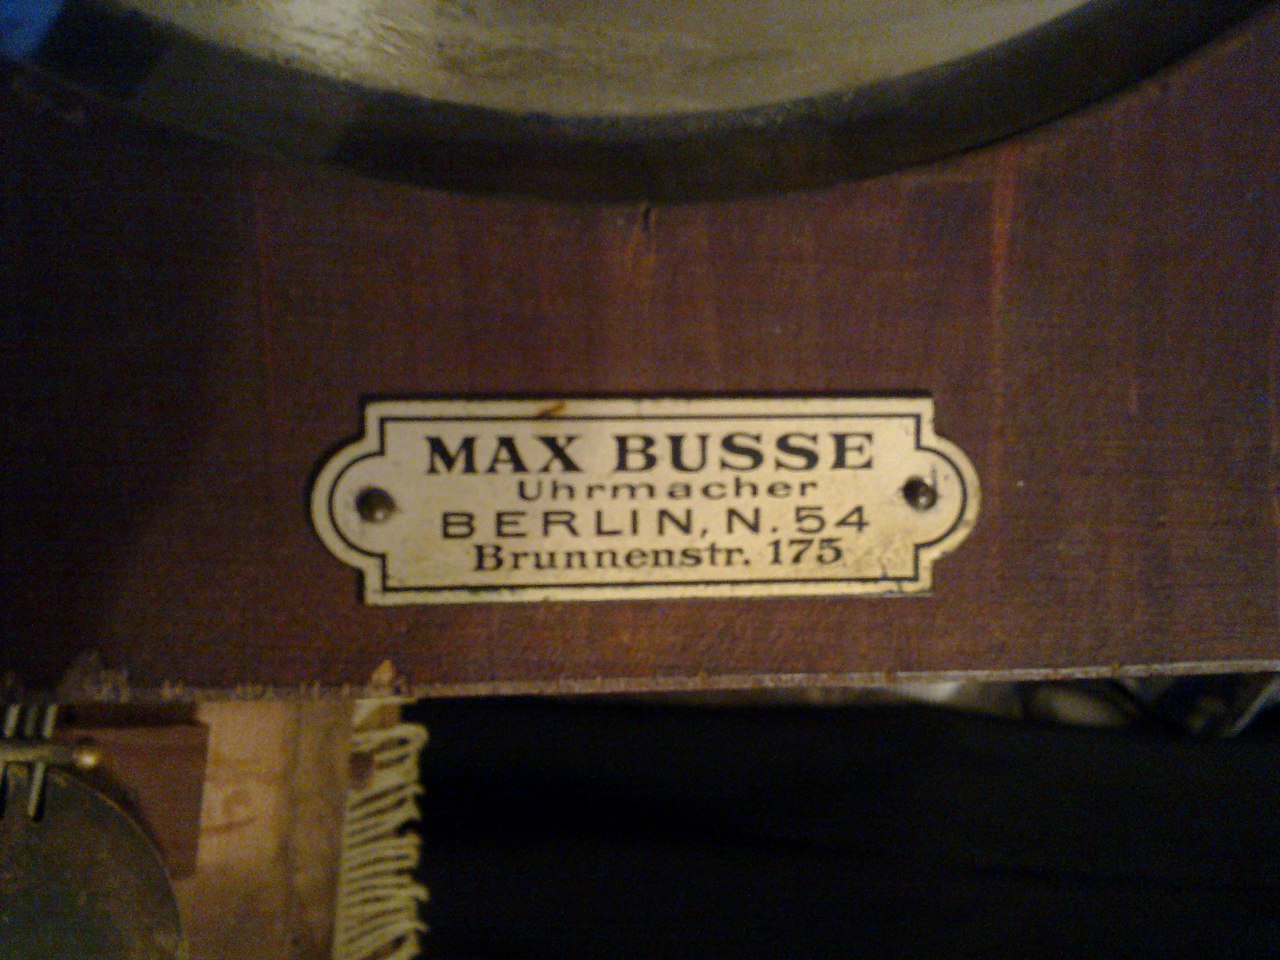 MAX BUSSE
Uhrmacher
BERLIN, N. 54
Brunnenstr. 175